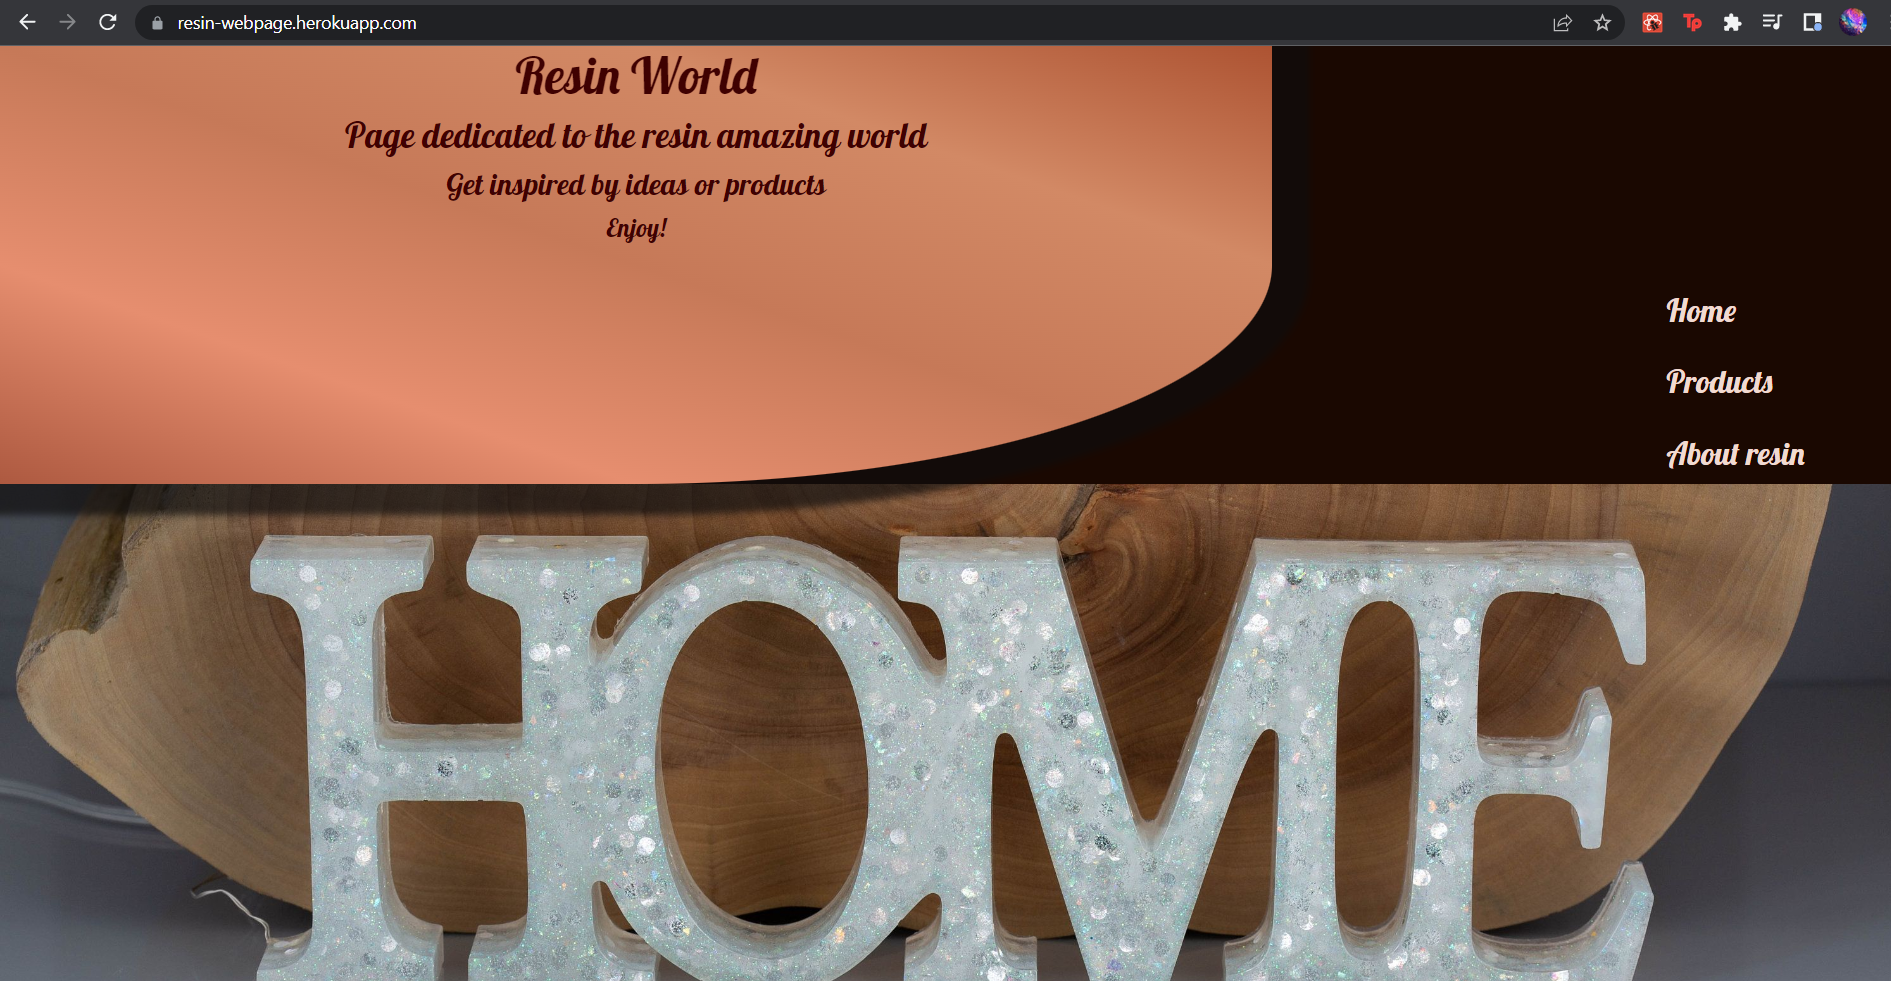 resin-webpage.herokuapp.com
Tp
Resin World
Page dedicated to the resin amazing world
Get inspired by ideas or products
Enjoy!
Home
Products
About resin
HOME